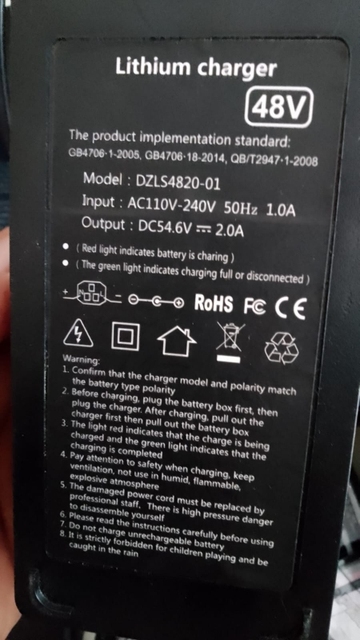 Lithium charger
48V
The product implementation standard:
GB4706·1-2005, GB4706·18-2014, QB/T2947·1-2008
Model : DZLS4820-01
Input : AC110V-240V 50Hz 1.0A
Output : DC54.6V ⎓ 2.0A
• ( Red light indicates battery is charing )
• ( The green light indicates charging full or disconnected )
RoHS FC CE
Warning:
1. Confirm that the charger model and polarity match
the battery type polarity
2. Before charging, plug the battery box first, then
plug the charger. After charging, pull out the
charger first then pull out the battery box
3. The light red indicates that the charge is being
charged and the green light indicates that the
charging is completed
4. Pay attention to safety when charging, keep
ventilation, not use in humid, flammable,
explosive atmosphere
5. The damaged power cord must be replaced by
professional staff, There is high pressure danger
to disassemble yourself
6. Please read the instructions carefully before using
7. Do not charge unrechargeable battery
8. It is strictly forbidden for children playing and be
caught in the rain